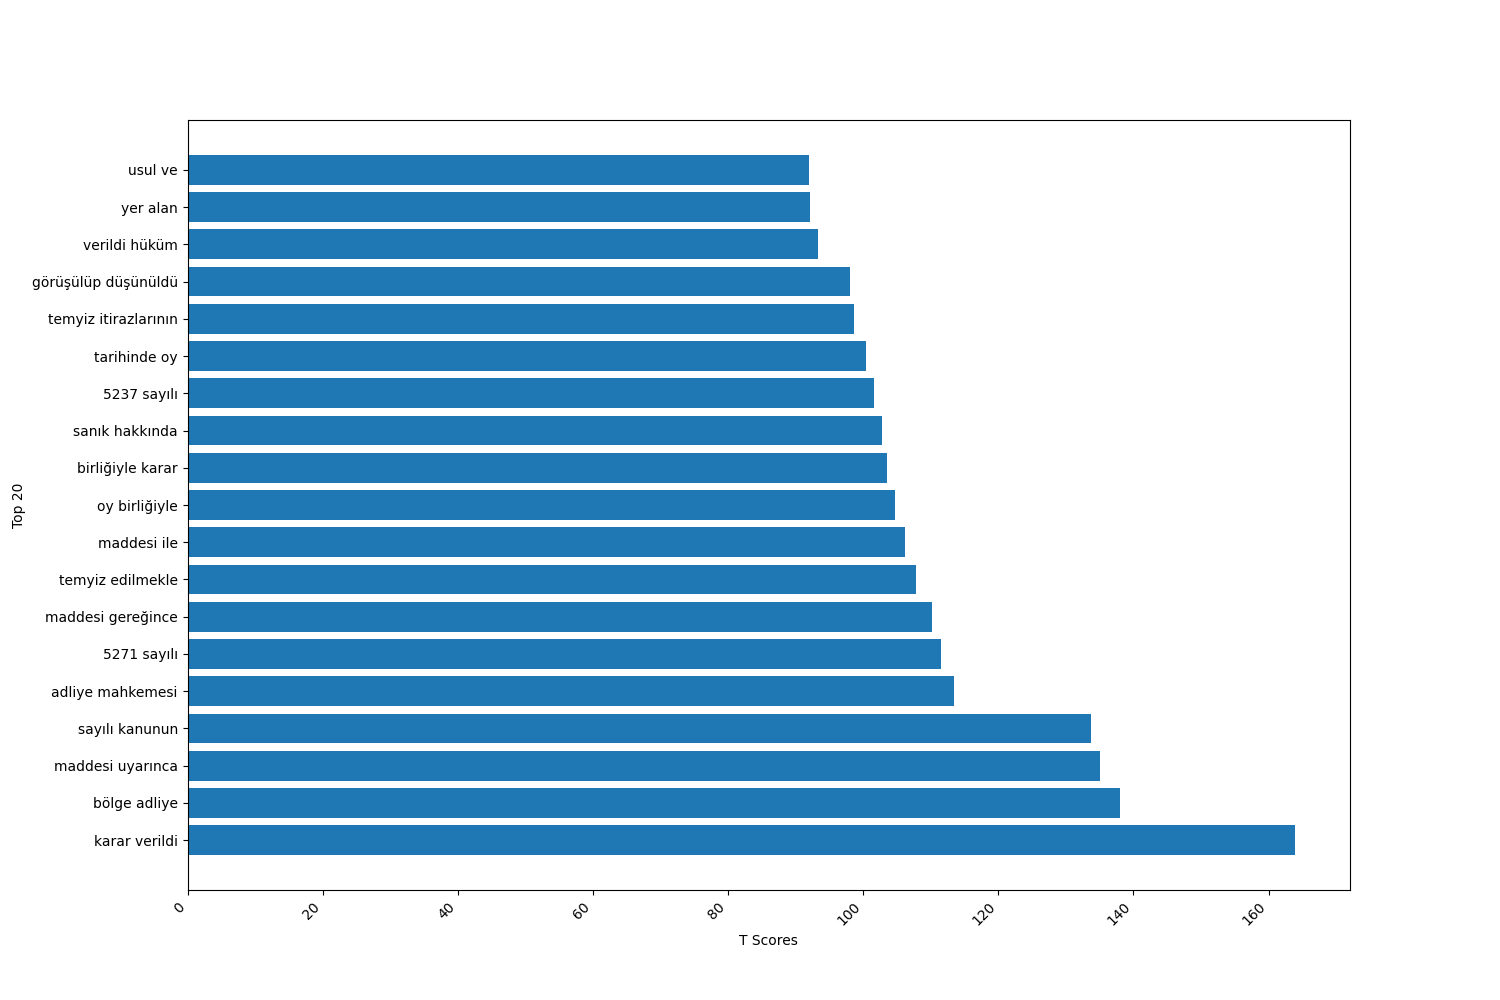 usul ve
yer alan
verildi hüküm
görüşülüp düşünüldü
temyiz itirazlarının
tarihinde oy
5237 sayılı
sanık hakkında
birliğiyle karar
oy birliğiyle
maddesi ile
temyiz edilmekle
maddesi gereğince
5271 sayılı
adliye mahkemesi
sayılı kanunun
maddesi uyarınca
bölge adliye
karar verildi
Top 20
0
20
40
60
80
100
120
140
160
T Scores